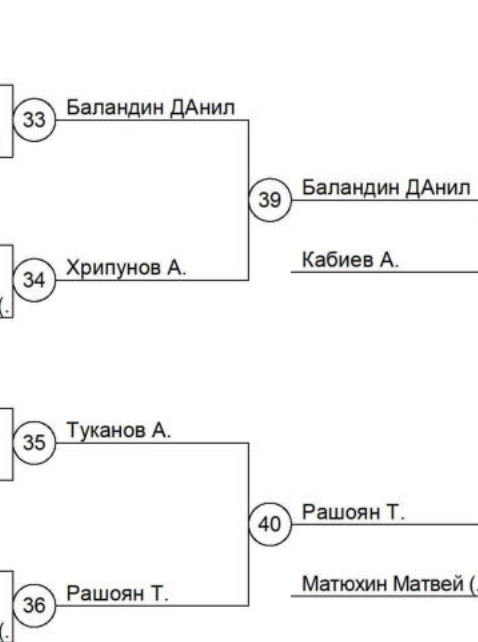 33 Баландин ДАнил
39 Баландин ДАнил
Кабиев А.
34 Хрипунов А.
(.
35 Туканов А.
40 Рашоян Т.
Матюхин Матвей (.
36 Рашоян Т.
(.